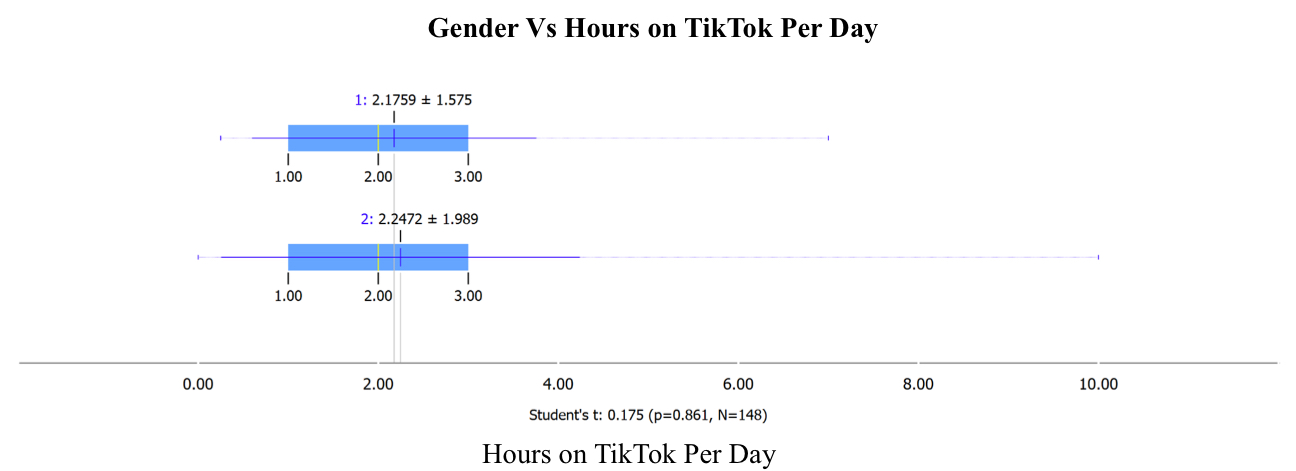 Gender Vs Hours on TikTok Per Day
1: 2.1759 ± 1.575
1.00 2.00 3.00
2: 2.2472 ± 1.989
1.00 2.00 3.00
0.00 2.00 4.00 6.00 8.00 10.00
Student's t: 0.175 (p=0.861, N=148)
Hours on TikTok Per Day